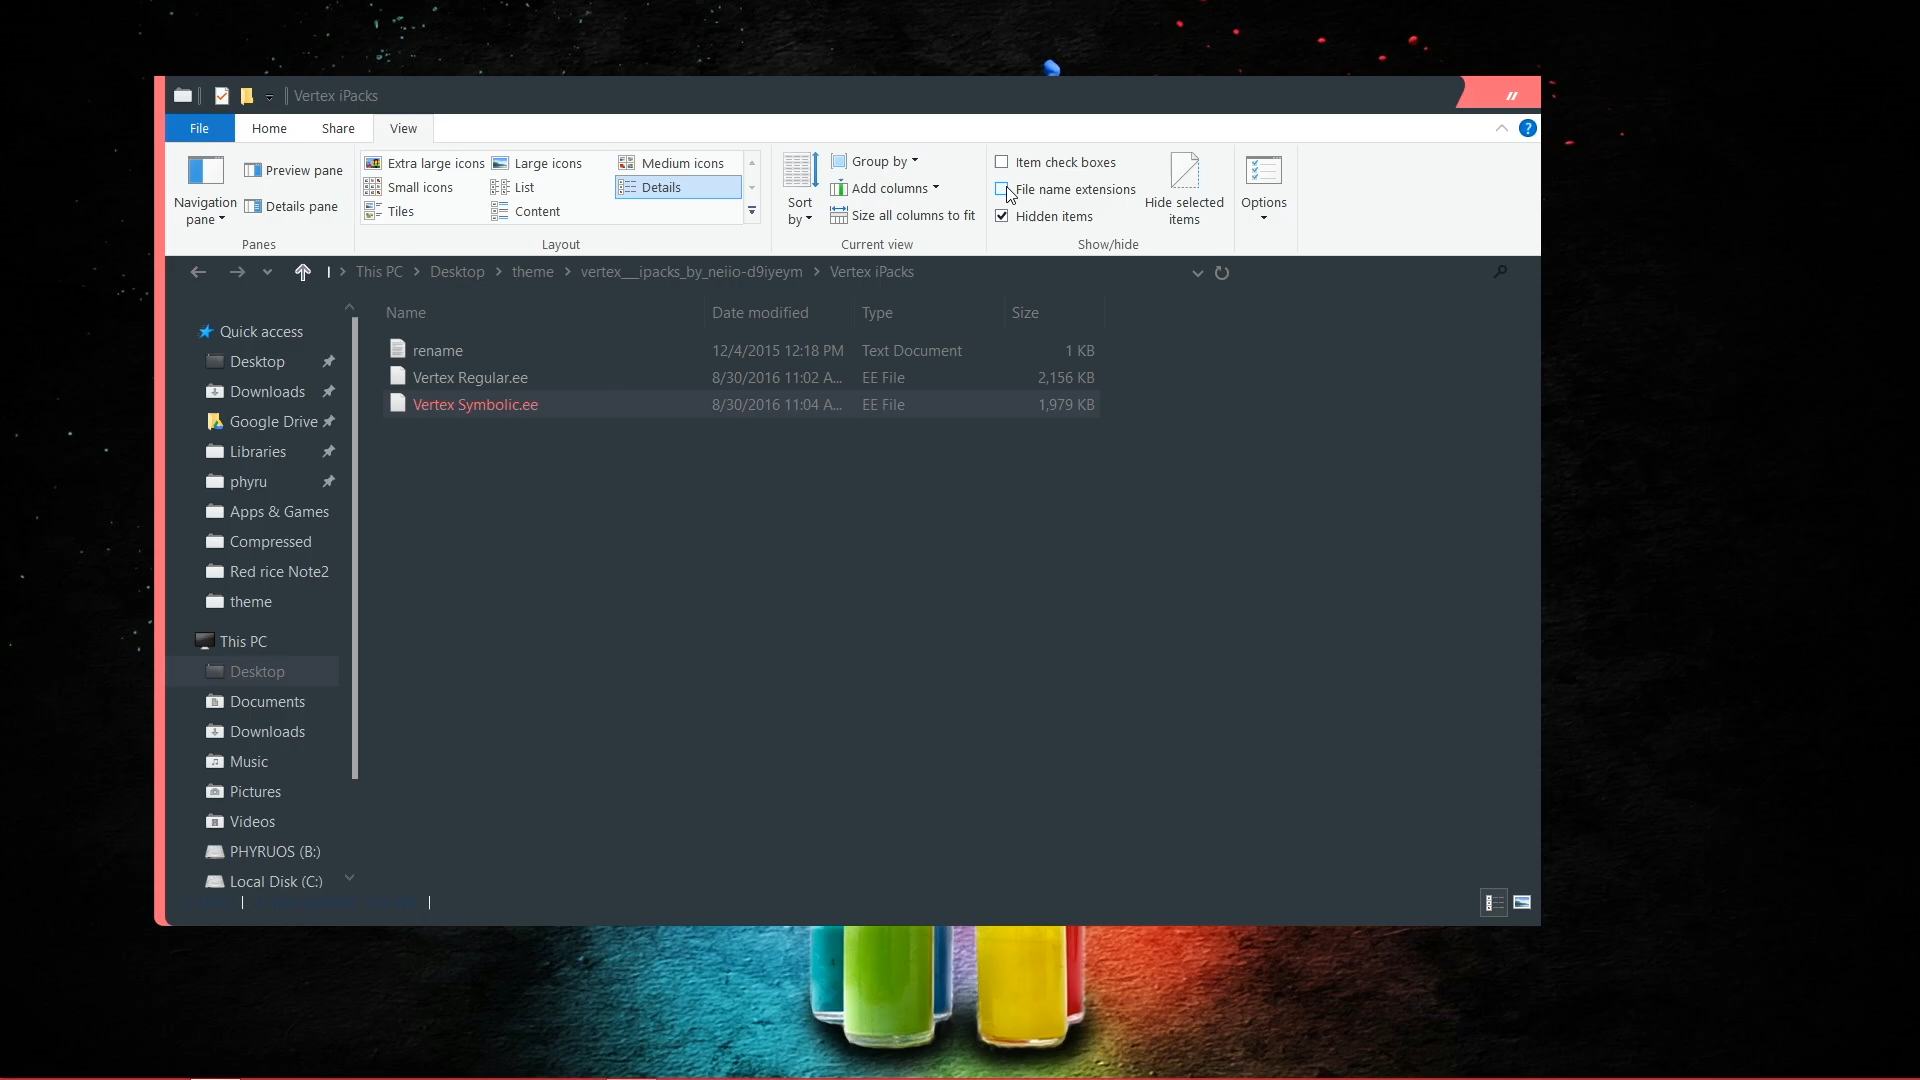 Vertex iPacks
File Home Share View
Navigation pane
Preview pane
Details pane
Panes
Extra large icons Large icons Medium icons
Small icons List Details
Tiles Content
Layout
Sort by
Group by
Add columns
Size all columns to fit
Current view
Item check boxes
File name extensions
Hidden items
Hide selected items
Show/hide
Options
This PC > Desktop > theme > vertex__ipacks_by_neiio-d9iyeym > Vertex iPacks
Name Date modified Type Size
rename 12/4/2015 12:18 PM Text Document 1 KB
Vertex Regular.ee 8/30/2016 11:02 A... EE File 2,156 KB
Vertex Symbolic.ee 8/30/2016 11:04 A... EE File 1,979 KB
Quick access
Desktop
Downloads
Google Drive
Libraries
phyru
Apps & Games
Compressed
Red rice Note2
theme
This PC
Desktop
Documents
Downloads
Music
Pictures
Videos
PHYRUOS (B:)
Local Disk (C:)